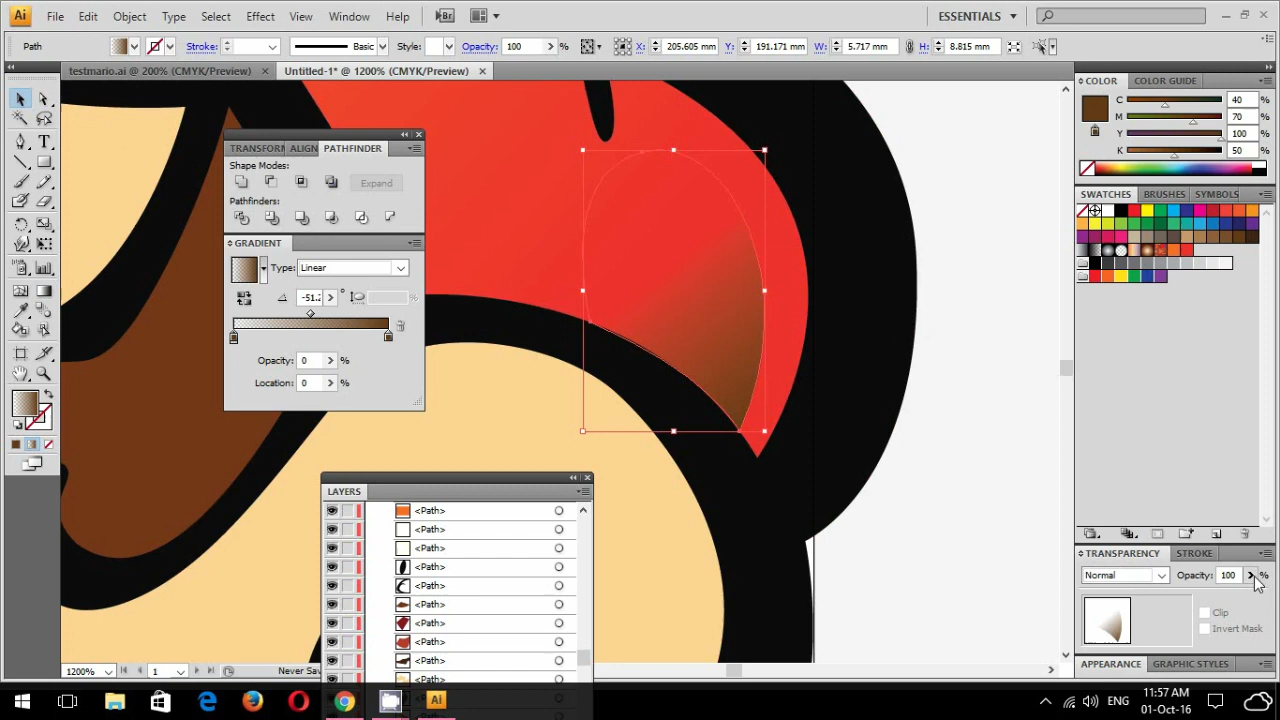 Ai File Edit Object Type Select Effect View Window Help Br ESSENTIALS
Path Stroke: Basic Style: Opacity: 100 % X: 205.605 mm Y: 191.171 mm W: 5.717 mm H: 8.815 mm
testmario.ai @ 200% (CMYK/Preview) × Untitled-1* @ 1200% (CMYK/Preview) ×
COLOR COLOR GUIDE
C 40
M 70
Y 100
K 50
TRANSFORM ALIGN PATHFINDER
Shape Modes:
Expand
Pathfinders:
GRADIENT
Type: Linear
-51.2 ° %
Opacity: 0 %
Location: 0 %
SWATCHES BRUSHES SYMBOLS
LAYERS
<Path>
<Path>
<Path>
<Path>
<Path>
<Path>
<Path>
<Path>
<Path>
<Path>
TRANSPARENCY STROKE
Normal Opacity: 100 %
Clip
Invert Mask
APPEARANCE GRAPHIC STYLES
1200% 1 Never Sav
ENG 11:57 AM
01-Oct-16